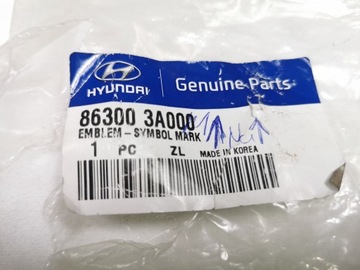 HYUNDAI
Genuine Parts
86300 3A000
EMBLEM-SYMBOL MARK
1 PC ZL MADE IN KOREA